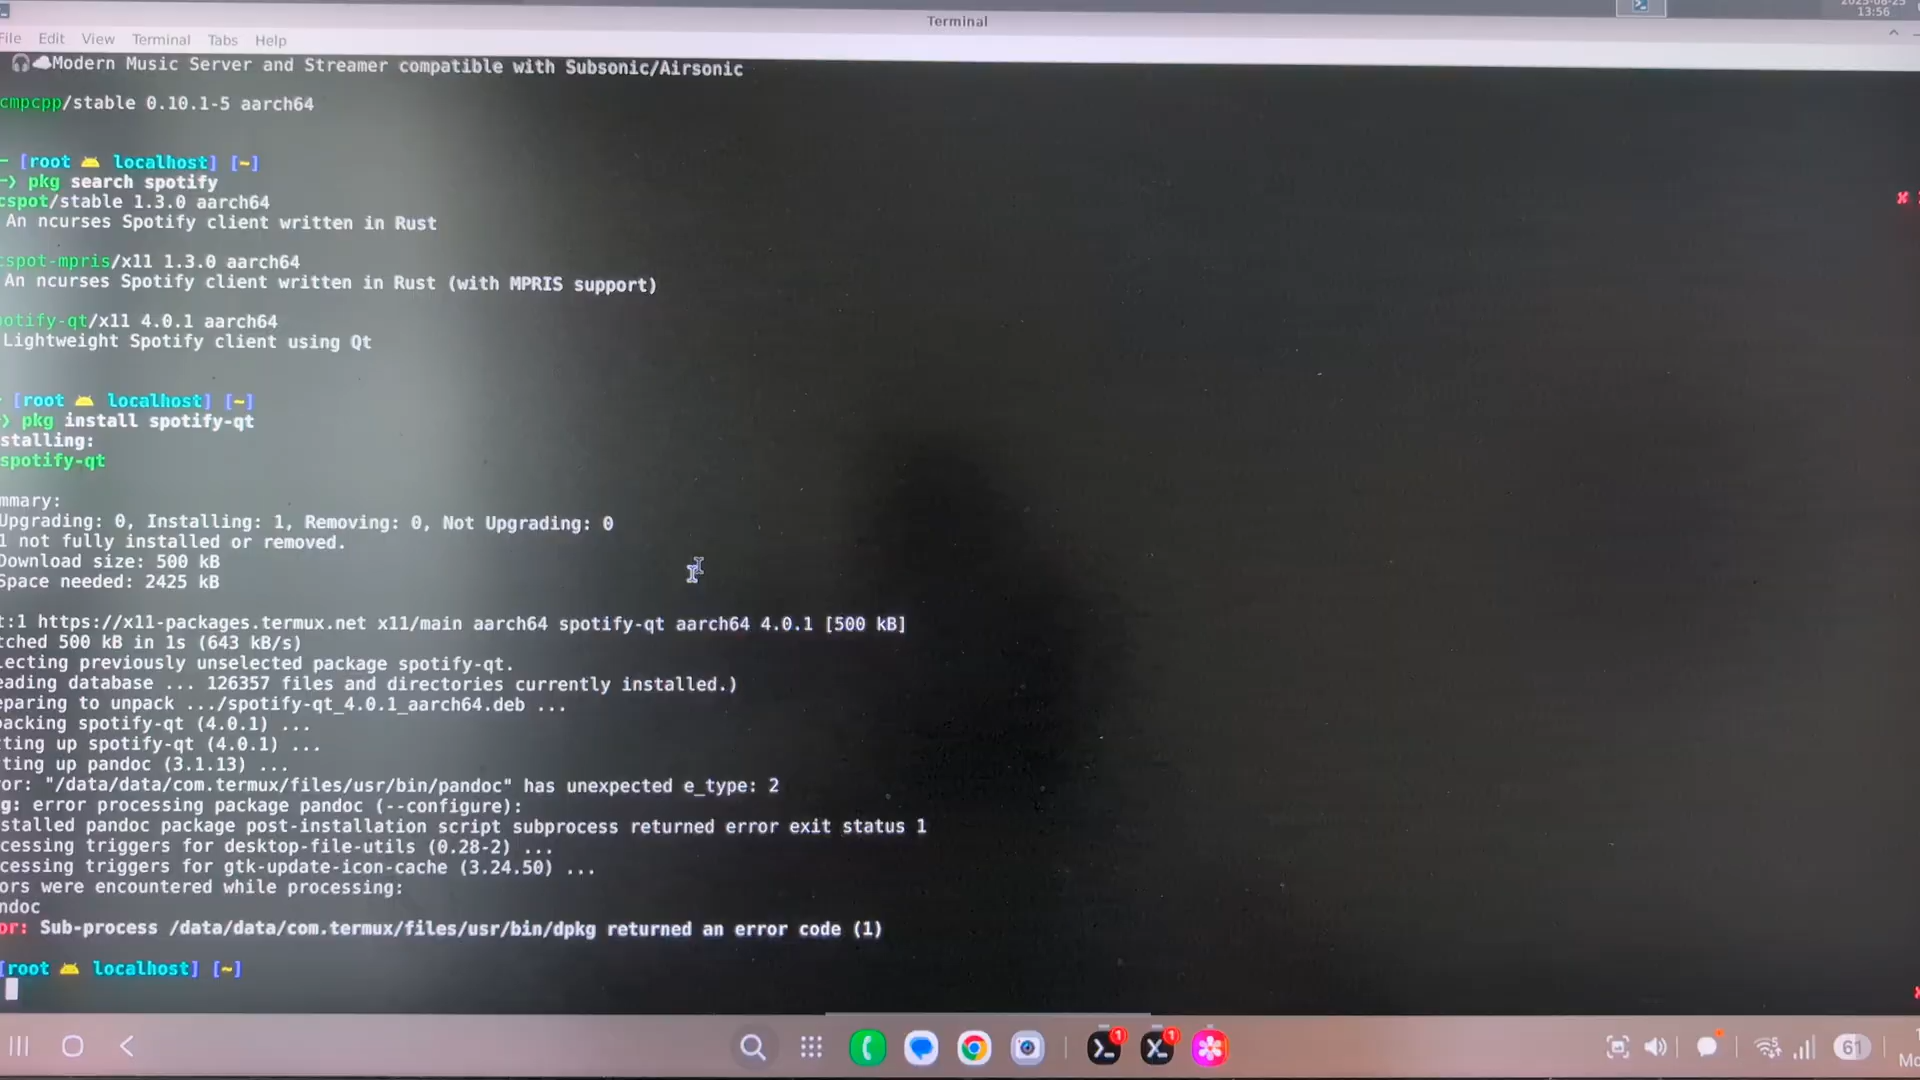 Terminal
13:56
File Edit View Terminal Tabs Help
Modern Music Server and Streamer compatible with Subsonic/Airsonic
cmpcpp/stable 0.10.1-5 aarch64
[root localhost] [~]
pkg search spotify
cspot/stable 1.3.0 aarch64
An ncurses Spotify client written in Rust
cspot-mpris/x11 1.3.0 aarch64
An ncurses Spotify client written in Rust (with MPRIS support)
otify-qt/x11 4.0.1 aarch64
Lightweight Spotify client using Qt
[root localhost] [~]
pkg install spotify-qt
stalling:
spotify-qt
mmary:
Upgrading: 0, Installing: 1, Removing: 0, Not Upgrading: 0
1 not fully installed or removed.
Download size: 500 kB
Space needed: 2425 kB
t:1 https://x11-packages.termux.net x11/main aarch64 spotify-qt aarch64 4.0.1 [500 kB]
tched 500 kB in 1s (643 kB/s)
lecting previously unselected package spotify-qt.
eading database ... 126357 files and directories currently installed.)
eparing to unpack .../spotify-qt_4.0.1_aarch64.deb ...
packing spotify-qt (4.0.1) ...
tting up spotify-qt (4.0.1) ...
ting up pandoc (3.1.13) ...
ror: "/data/data/com.termux/files/usr/bin/pandoc" has unexpected e_type: 2
g: error processing package pandoc (--configure):
stalled pandoc package post-installation script subprocess returned error exit status 1
cessing triggers for desktop-file-utils (0.28-2) ...
cessing triggers for gtk-update-icon-cache (3.24.50) ...
ors were encountered while processing:
ndoc
or: Sub-process /data/data/com.termux/files/usr/bin/dpkg returned an error code (1)
[root localhost] [~]
1
1
61